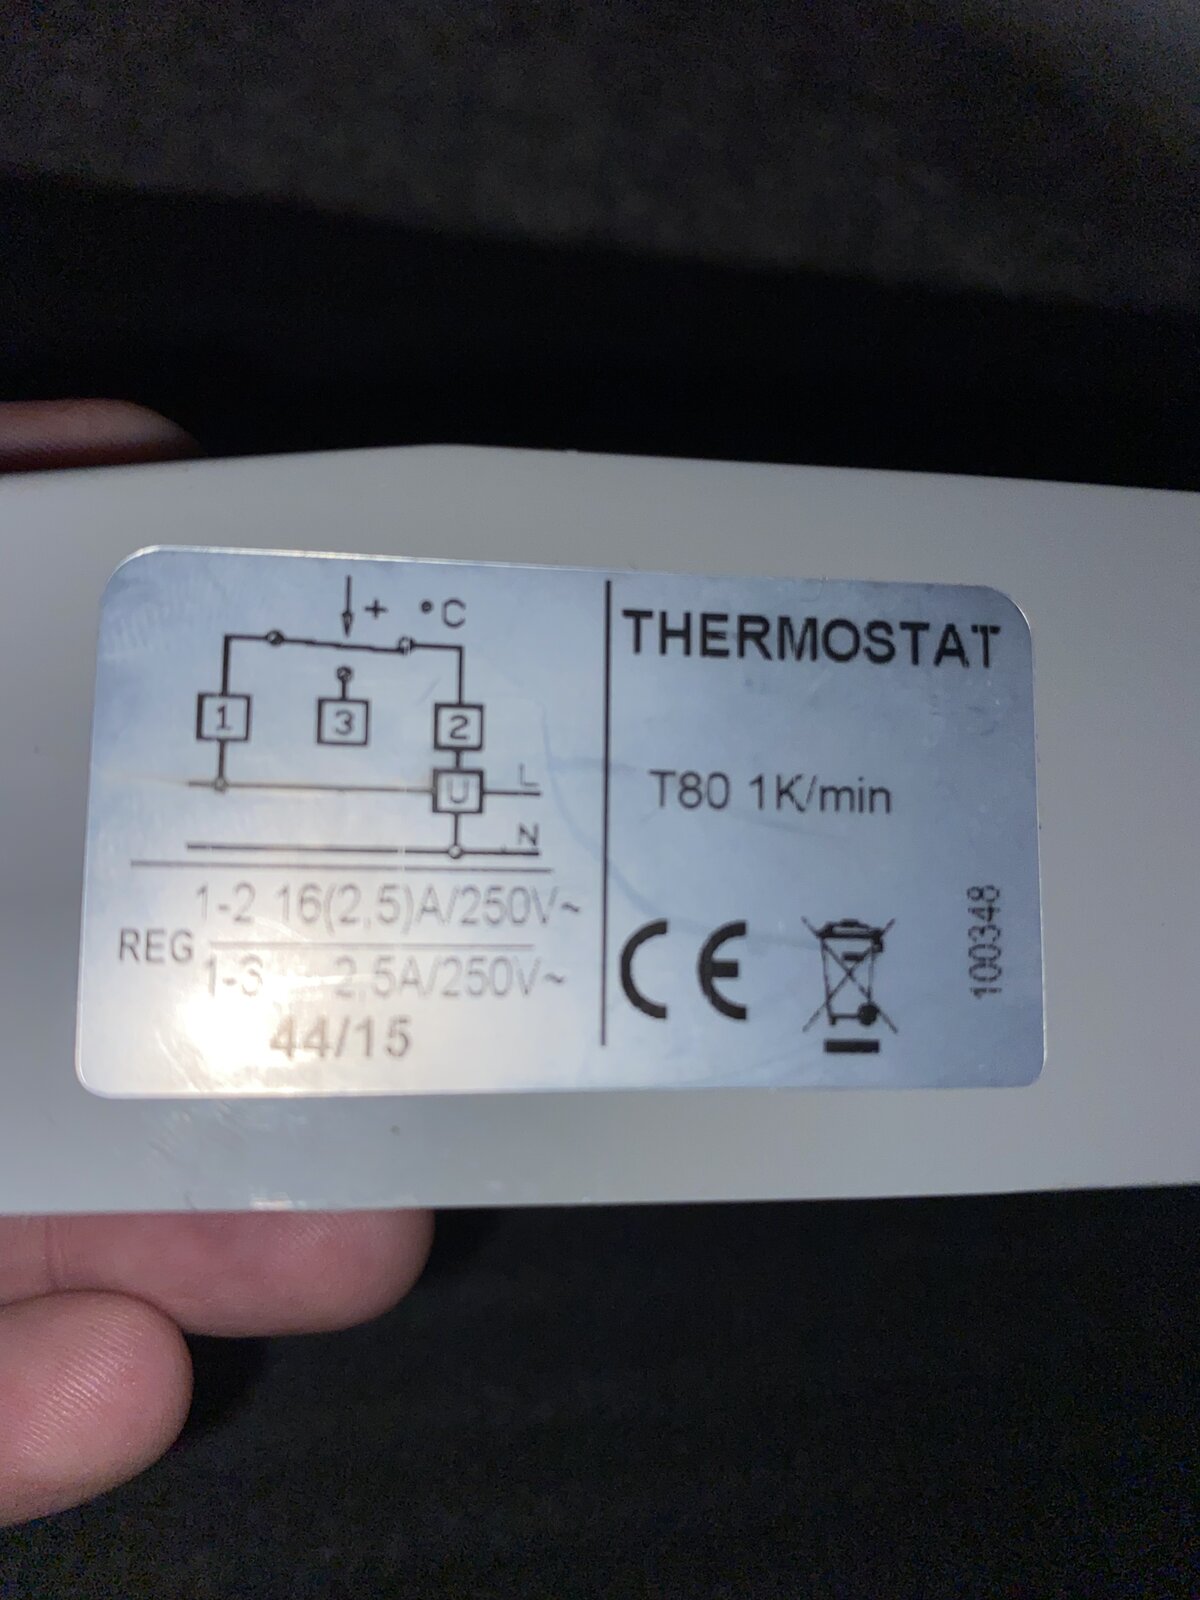 + °C
1 3 2
U L
N
REG
1-2 16(2,5)A/250V~
1-3 2,5A/250V~
44/15
THERMOSTAT
T80 1K/min
CE
100348